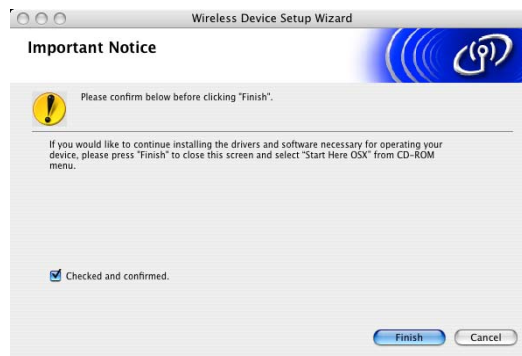 Wireless Device Setup Wizard
Important Notice
Please confirm below before clicking "Finish".
If you would like to continue installing the drivers and software necessary for operating your
device, please press "Finish" to close this screen and select "Start Here OSX" from CD-ROM
menu.
Checked and confirmed.
Finish
Cancel